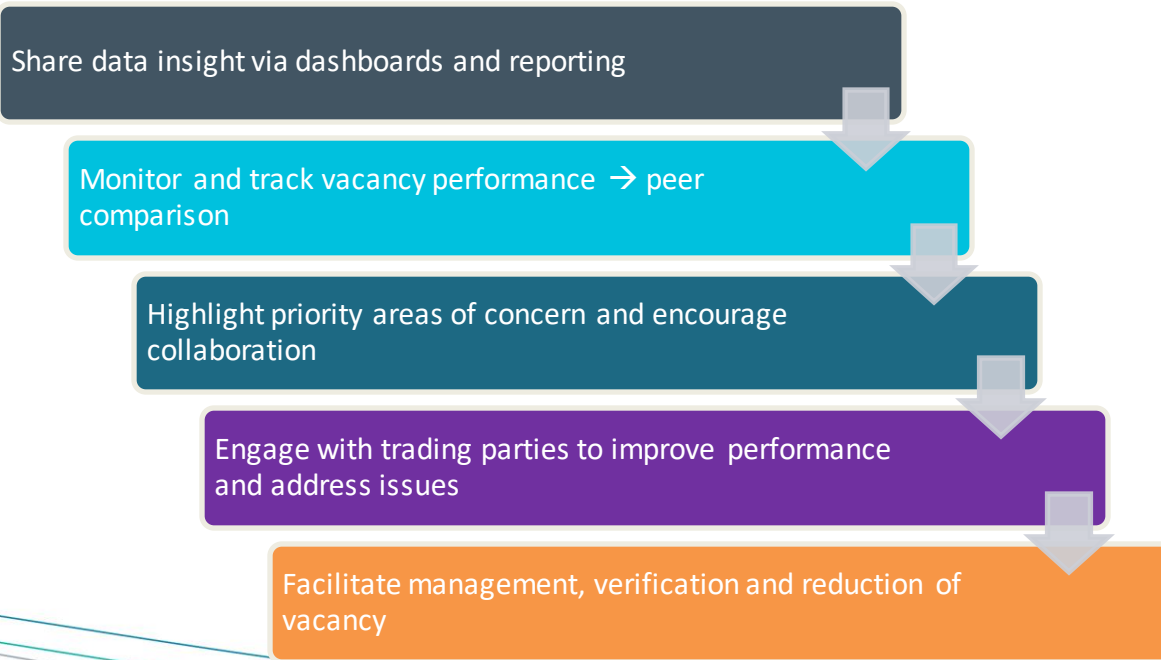 Share data insight via dashboards and reporting
Monitor and track vacancy performance → peer
comparison
Highlight priority areas of concern and encourage
collaboration
Engage with trading parties to improve performance
and address issues
Facilitate management, verification and reduction of
vacancy